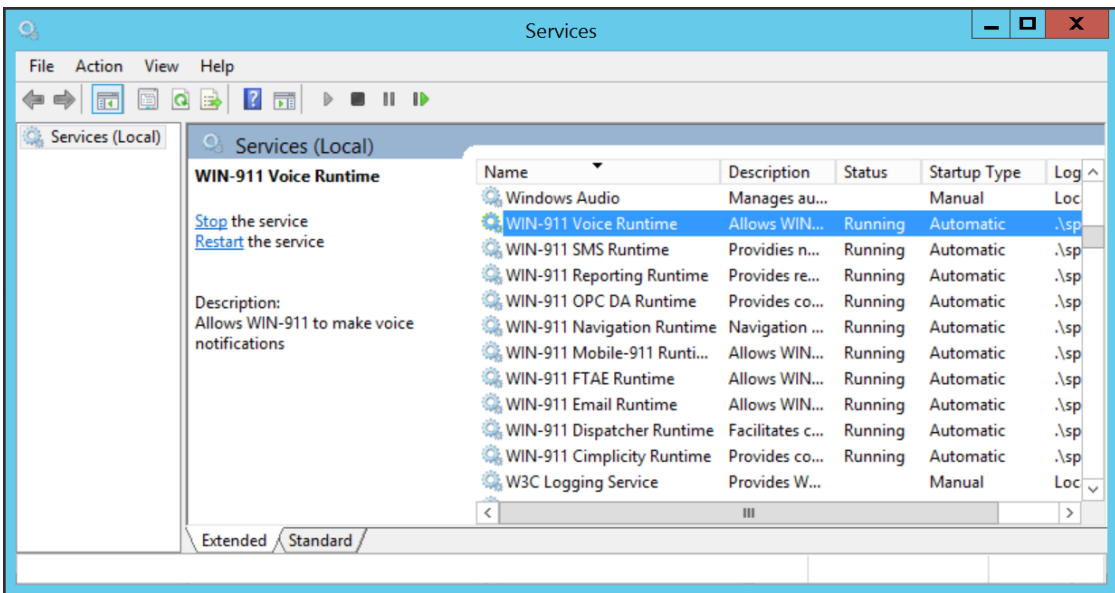 Services
File Action View Help
Services (Local)
Services (Local)
WIN-911 Voice Runtime
Stop the service
Restart the service
Description:
Allows WIN-911 to make voice
notifications
Name Description Status Startup Type Log
Windows Audio Manages au... Manual Loc
WIN-911 Voice Runtime Allows WIN... Running Automatic .\sp
WIN-911 SMS Runtime Providies n... Running Automatic .\sp
WIN-911 Reporting Runtime Provides re... Running Automatic .\sp
WIN-911 OPC DA Runtime Provides co... Running Automatic .\sp
WIN-911 Navigation Runtime Navigation ... Running Automatic .\sp
WIN-911 Mobile-911 Runti... Allows WIN... Running Automatic .\sp
WIN-911 FTAE Runtime Allows WIN... Running Automatic .\sp
WIN-911 Email Runtime Allows WIN... Running Automatic .\sp
WIN-911 Dispatcher Runtime Facilitates c... Running Automatic .\sp
WIN-911 Cimplicity Runtime Provides co... Running Automatic .\sp
W3C Logging Service Provides W... Manual Loc
Extended Standard